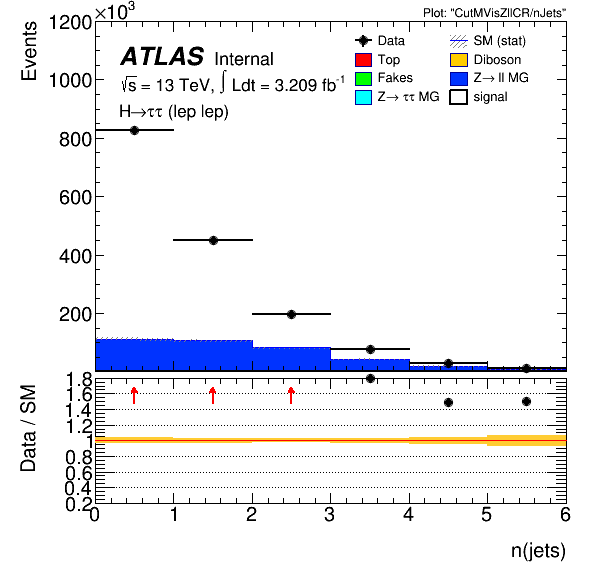 Plot: "CutMVisZllCR/nJets"
×10³
Events
1200
1000
800
600
400
200
ATLAS Internal
√s = 13 TeV, ∫ Ldt = 3.209 fb⁻¹
H→ττ (lep lep)
Data
Top
Fakes
Z→ ττ MG
SM (stat)
Diboson
Z→ ll MG
signal
Data / SM
1.8
1.6
1.4
1.2
1
0.8
0.6
0.4
0.2
0 1 2 3 4 5 6
n(jets)